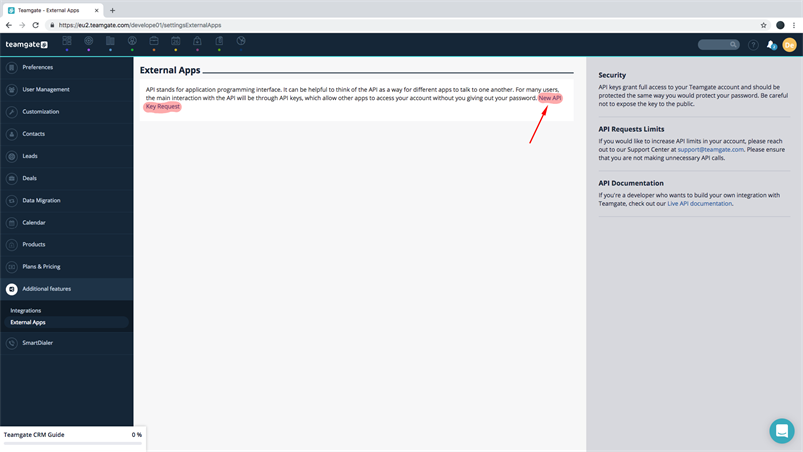 Teamgate - External Apps
https://eu2.teamgate.com/develope01/settingsExternalApps
teamgate
De
Preferences
User Management
Customization
Contacts
Leads
Deals
Data Migration
Calendar
Products
Plans & Pricing
Additional features
Integrations
External Apps
SmartDialer
Teamgate CRM Guide 0 %
External Apps
API stands for application programming interface. It can be helpful to think of the API as a way for different apps to talk to one another. For many users,
the main interaction with the API will be through API keys, which allow other apps to access your account without you giving out your password. New API
Key Request
Security
API keys grant full access to your Teamgate account and should be
protected the same way you would protect your password. Be careful
not to expose the key to the public.
API Requests Limits
If you would like to increase API limits in your account, please reach
out to our Support Center at support@teamgate.com. Please ensure
that you are not making unnecessary API calls.
API Documentation
If you're a developer who wants to build your own integration with
Teamgate, check out our Live API documentation.